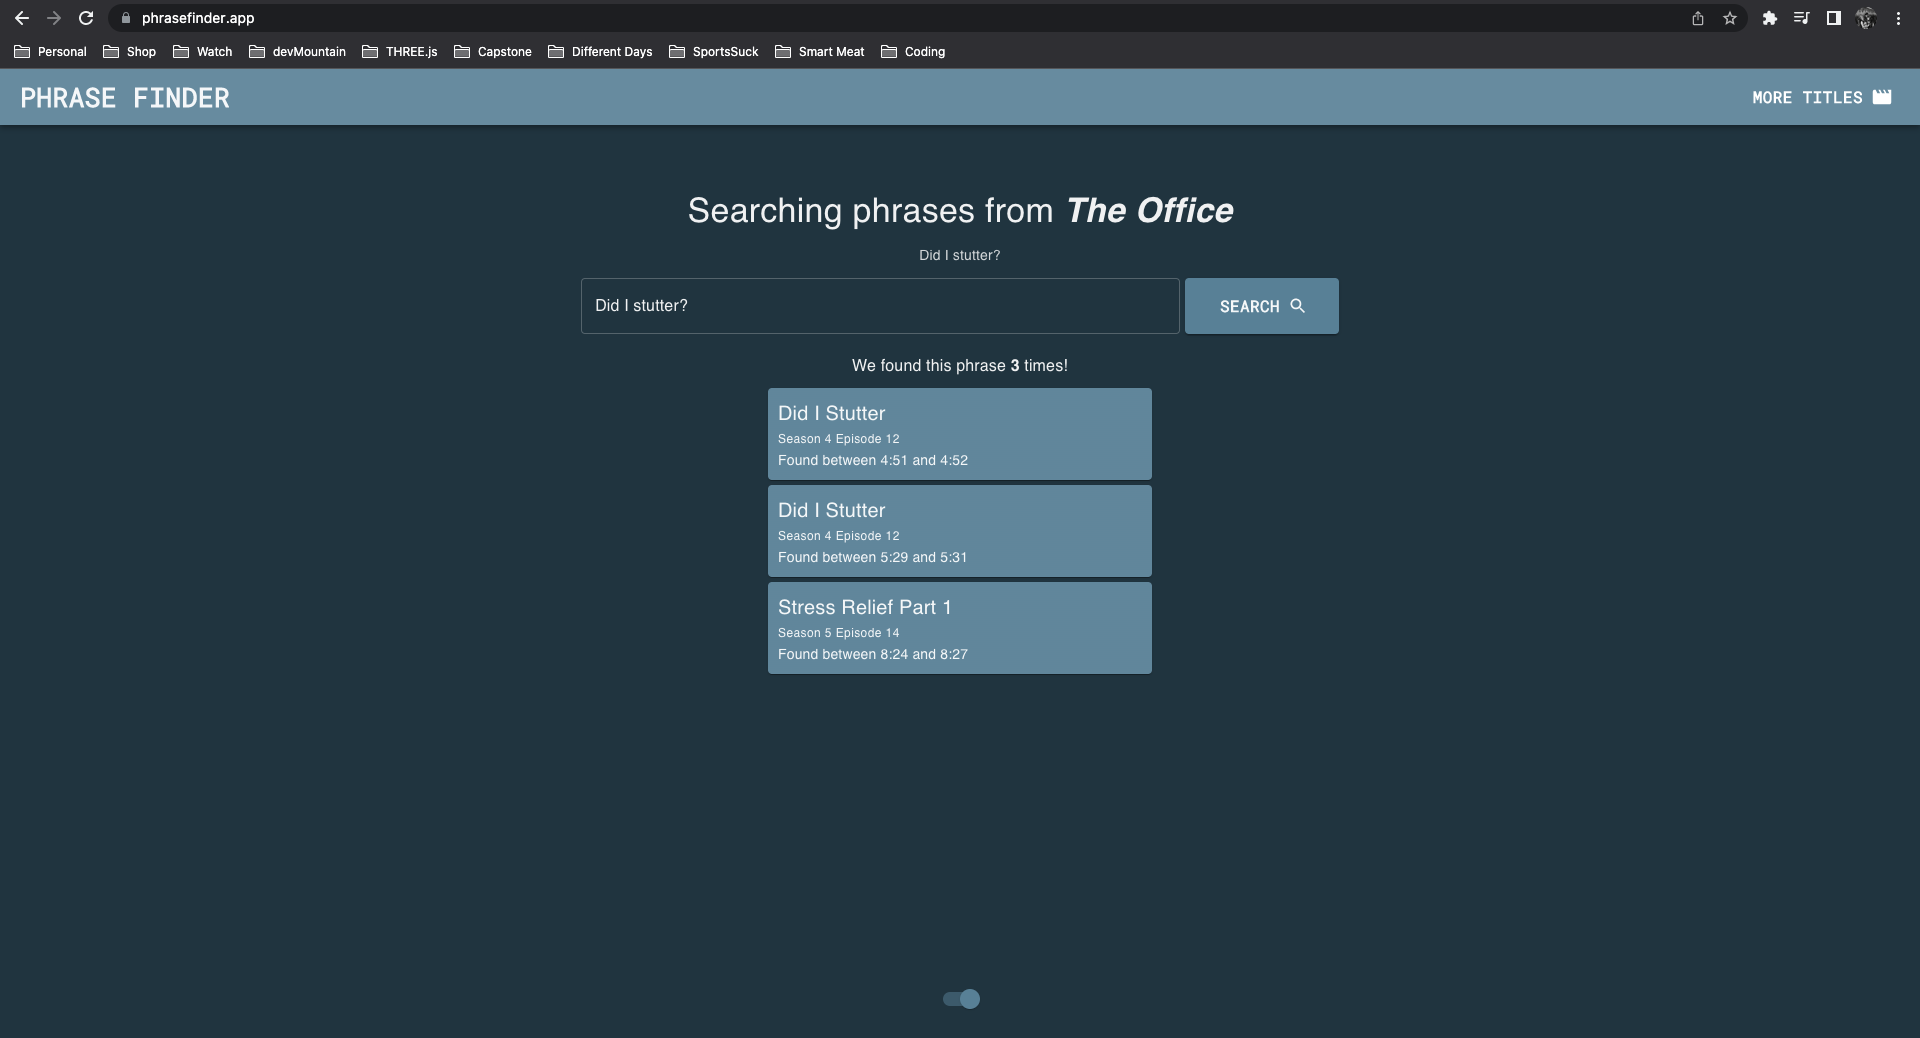 phrasefinder.app
Personal Shop Watch devMountain THREE.js Capstone Different Days SportsSuck Smart Meat Coding
PHRASE FINDER
MORE TITLES
Searching phrases from The Office
Did I stutter?
Did I stutter?
SEARCH
We found this phrase 3 times!
Did I Stutter
Season 4 Episode 12
Found between 4:51 and 4:52
Did I Stutter
Season 4 Episode 12
Found between 5:29 and 5:31
Stress Relief Part 1
Season 5 Episode 14
Found between 8:24 and 8:27